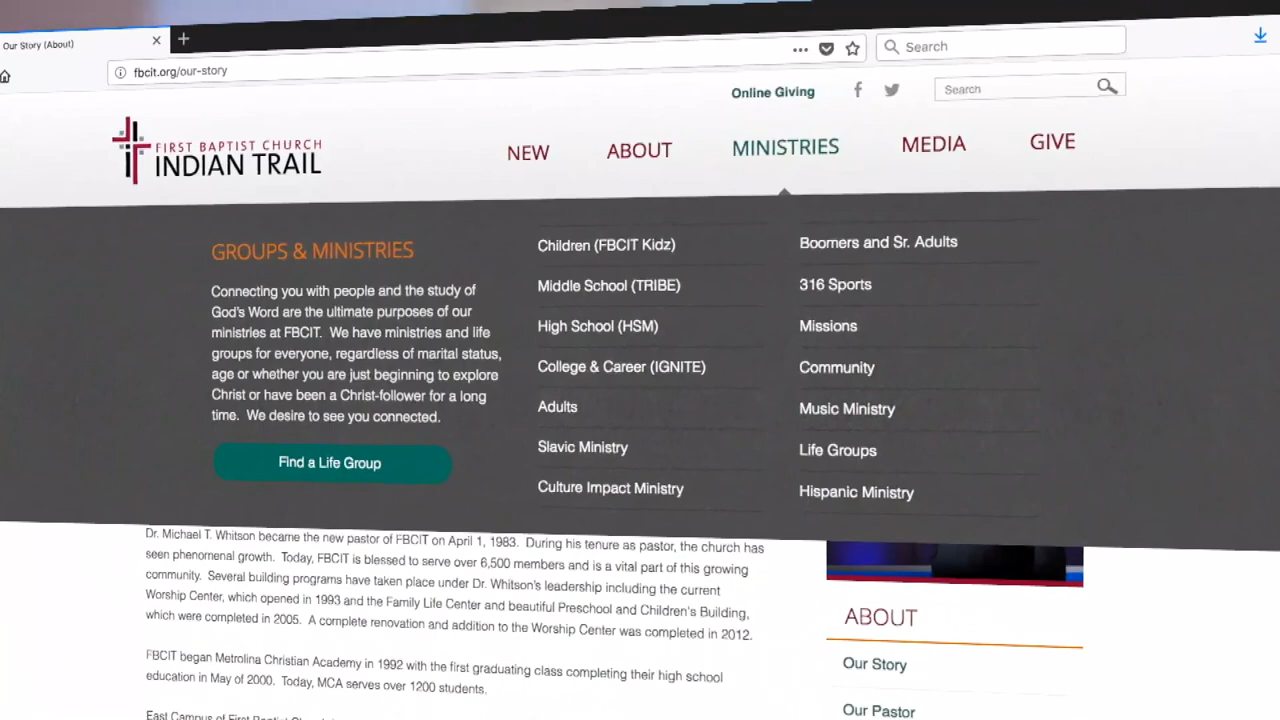 Our Story (About)
fbcit.org/our-story
Search
Online Giving
Search
FIRST BAPTIST CHURCH
INDIAN TRAIL
NEW
ABOUT
MINISTRIES
MEDIA
GIVE
GROUPS & MINISTRIES
Connecting you with people and the study of
God's Word are the ultimate purposes of our
ministries at FBCIT. We have ministries and life
groups for everyone, regardless of marital status,
age or whether you are just beginning to explore
Christ or have been a Christ-follower for a long
time. We desire to see you connected.
Find a Life Group
Children (FBCIT Kidz)
Middle School (TRIBE)
High School (HSM)
College & Career (IGNITE)
Adults
Slavic Ministry
Culture Impact Ministry
Boomers and Sr. Adults
316 Sports
Missions
Community
Music Ministry
Life Groups
Hispanic Ministry
Dr. Michael T. Whitson became the new pastor of FBCIT on April 1, 1983. During his tenure as pastor, the church has
seen phenomenal growth. Today, FBCIT is blessed to serve over 6,500 members and is a vital part of this growing
community. Several building programs have taken place under Dr. Whitson's leadership including the current
Worship Center, which opened in 1993 and the Family Life Center and beautiful Preschool and Children's Building,
which were completed in 2005. A complete renovation and addition to the Worship Center was completed in 2012.
FBCIT began Metrolina Christian Academy in 1992 with the first graduating class completing their high school
education in May of 2000. Today, MCA serves over 1200 students.
East Campus of First Baptist
ABOUT
Our Story
Our Pastor